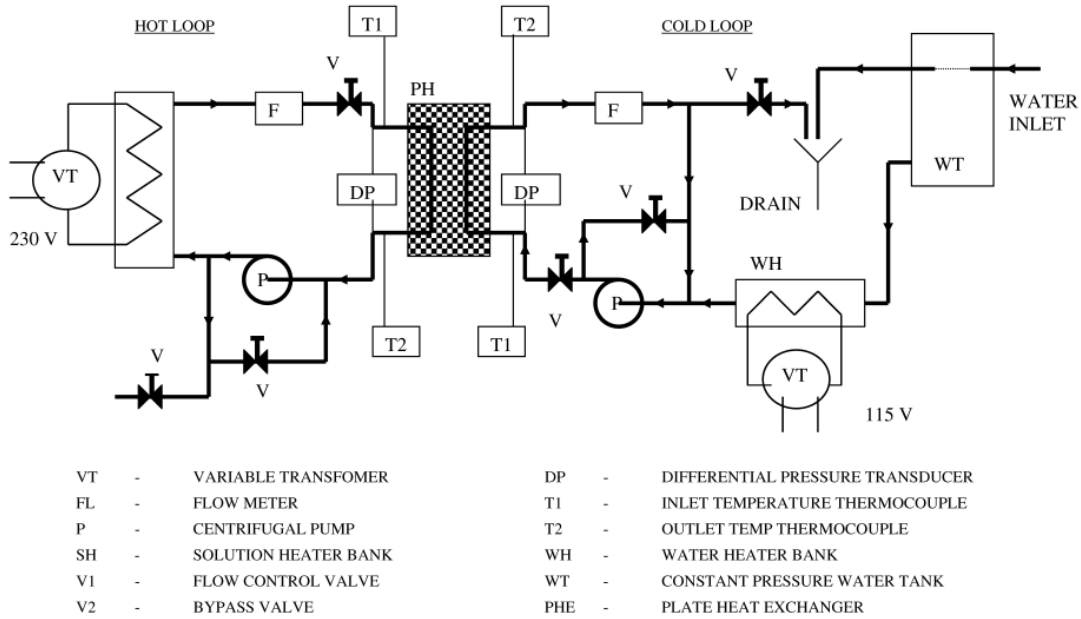 HOT LOOP
T1
T2
COLD LOOP
V
PH
V
F
F
WATER
INLET
VT
DP
DP
WT
V
DRAIN
230 V
WH
P
P
V
T2
T1
V
V
VT
115 V
VT - VARIABLE TRANSFOMER
FL - FLOW METER
P - CENTRIFUGAL PUMP
SH - SOLUTION HEATER BANK
V1 - FLOW CONTROL VALVE
V2 - BYPASS VALVE
DP - DIFFERENTIAL PRESSURE TRANSDUCER
T1 - INLET TEMPERATURE THERMOCOUPLE
T2 - OUTLET TEMP THERMOCOUPLE
WH - WATER HEATER BANK
WT - CONSTANT PRESSURE WATER TANK
PHE - PLATE HEAT EXCHANGER